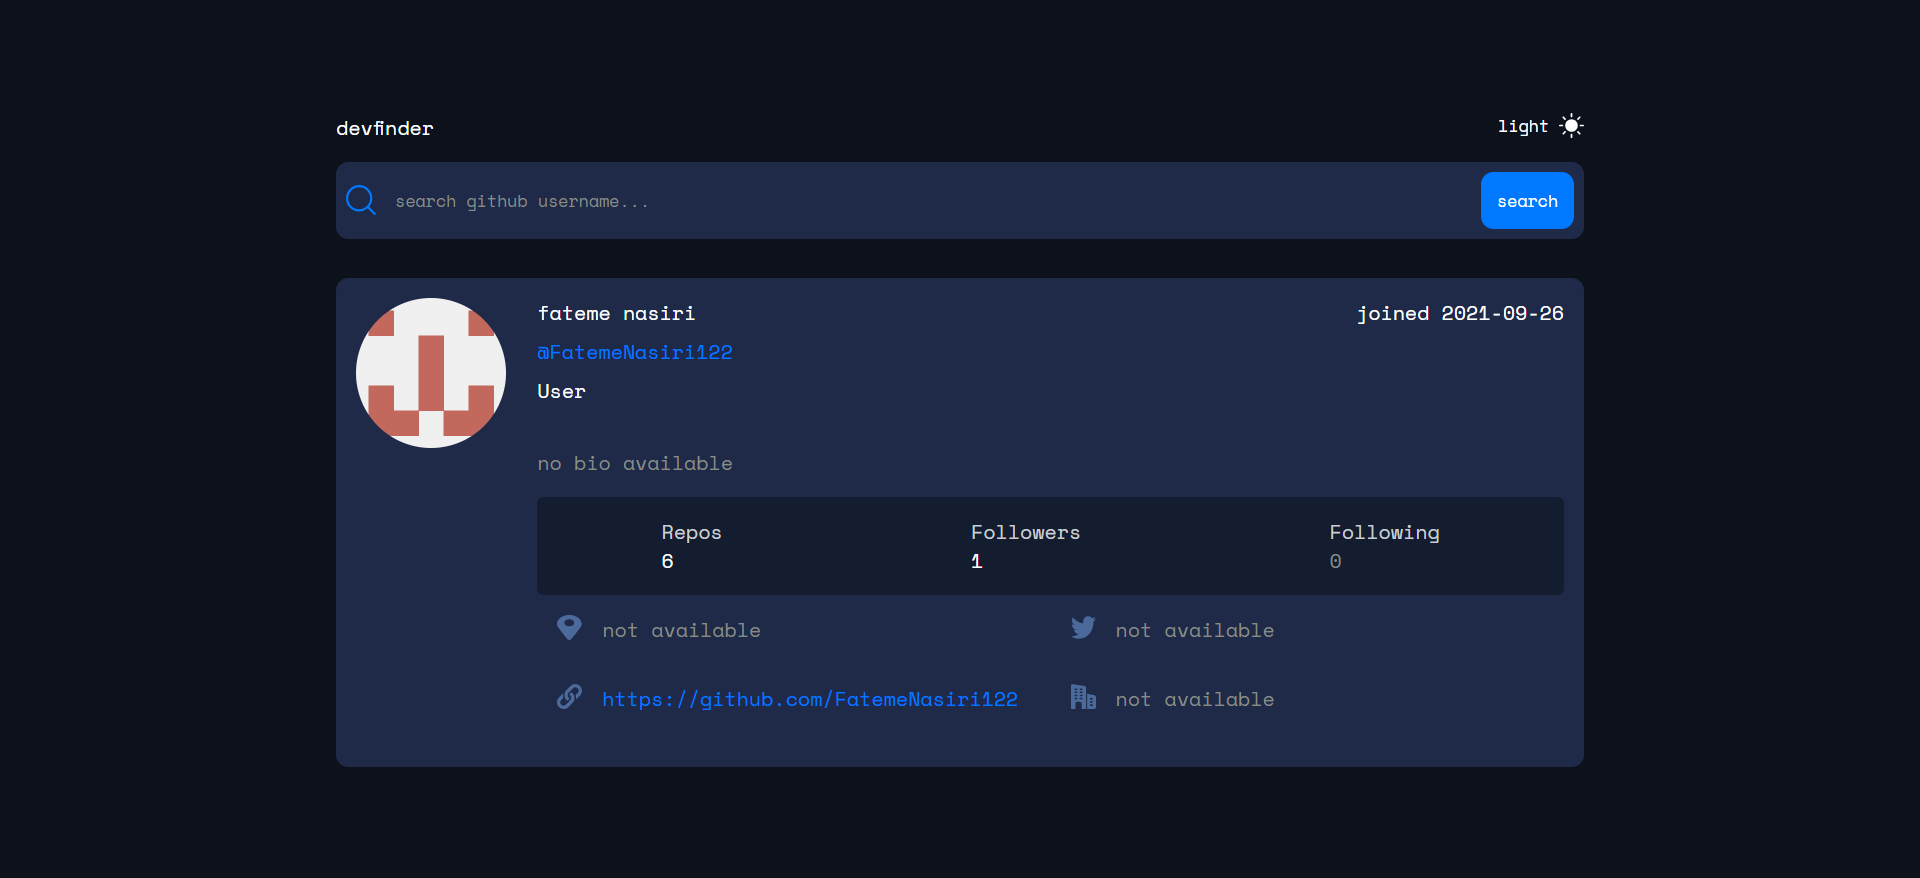 devfinder
light
search github username...
search
fateme nasiri
joined 2021-09-26
@FatemeNasiri122
User
no bio available
Repos Followers Following
6 1 0
not available not available
https://github.com/FatemeNasiri122 not available